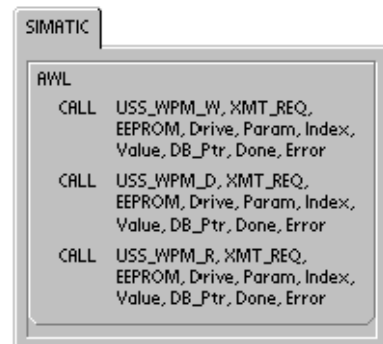 SIMATIC
AWL
CALL USS_WPM_W, XMT_REQ,
EEPROM, Drive, Param, Index,
Value, DB_Ptr, Done, Error
CALL USS_WPM_D, XMT_REQ,
EEPROM, Drive, Param, Index,
Value, DB_Ptr, Done, Error
CALL USS_WPM_R, XMT_REQ,
EEPROM, Drive, Param, Index,
Value, DB_Ptr, Done, Error